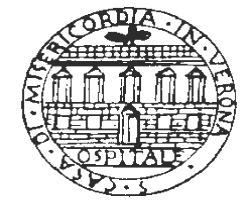 S · CASA · DI · MISERICORDIA · IN · VERONA ·
OSPITALE